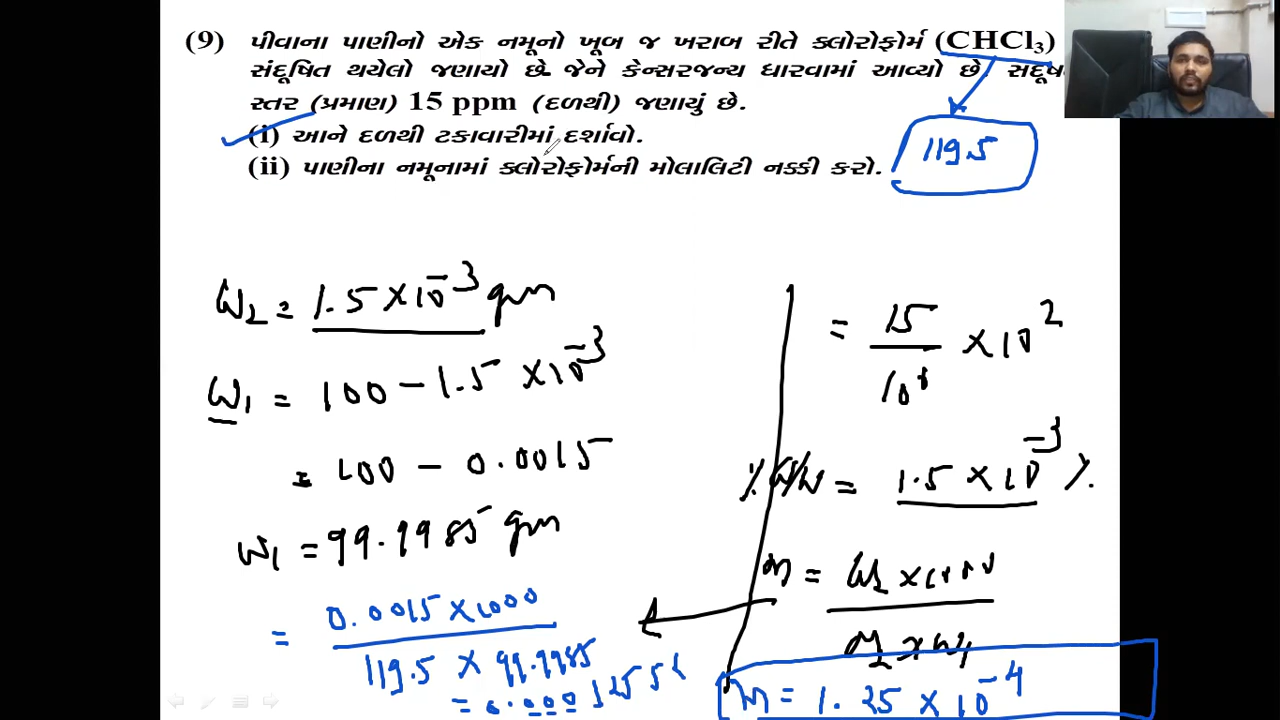 (9) પીવાના પાણીનો એક નમૂનો ખૂબ જ ખરાબ રીતે ક્લોરોફોર્મ (CHCl₃)
સંદૂષિત થયેલો જણાયો છે. જેને કેન્સરજન્ય ધારવામાં આવ્યો છે. સંદૂષ
સ્તર (પ્રમાણ) 15 ppm (દળથી) જણાયું છે.
(i) આને દળથી ટકાવારીમાં દર્શાવો.
(ii) પાણીના નમૂનામાં ક્લોરોફોર્મની મોલાલિટી નક્કી કરો.
119.5
W₂ = 1.5 × 10⁻³ gm
W₁ = 100 − 1.5 × 10⁻³
= 100 − 0.0015
W₁ = 99.9985 gm
= 0.0015 × 1000 / 119.5 × 99.9985
= 15 / 10⁶ × 10²
% W/W = 1.5 × 10⁻³ %
m = W₂ × 1000 / M₂ × W₁
m = 1.25 × 10⁻⁴